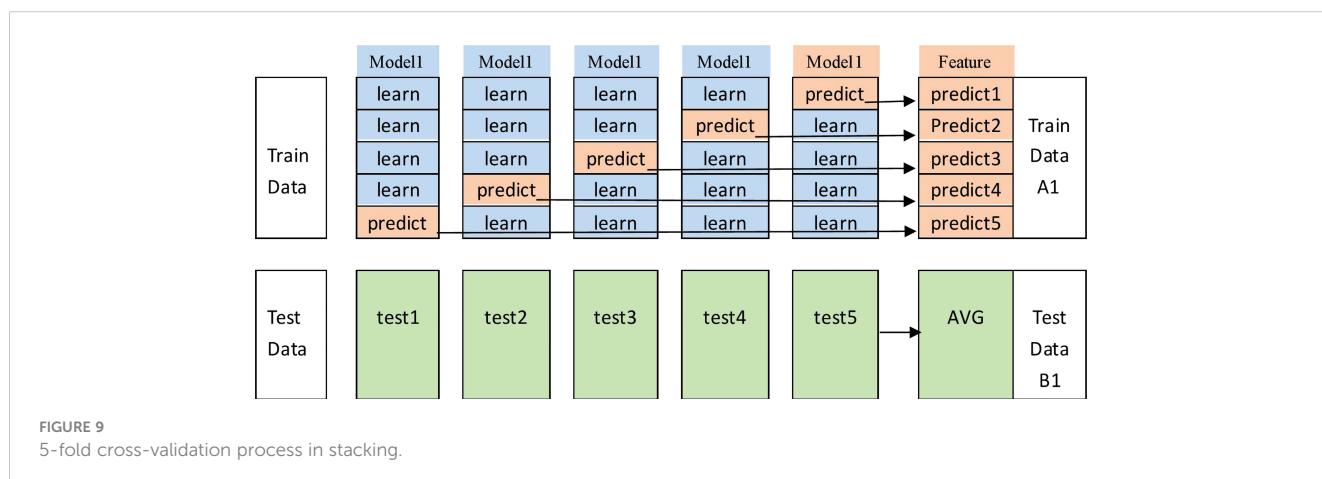 Model1 Model1 Model1 Model1 Model1 Feature
learn learn learn learn predict predict1
learn learn learn predict learn Predict2 Train
Train learn learn predict learn learn predict3 Data
Data learn predict learn learn learn predict4 A1
predict learn learn learn learn predict5
Test test1 test2 test3 test4 test5 AVG Test
Data Data
B1
FIGURE 9
5-fold cross-validation process in stacking.